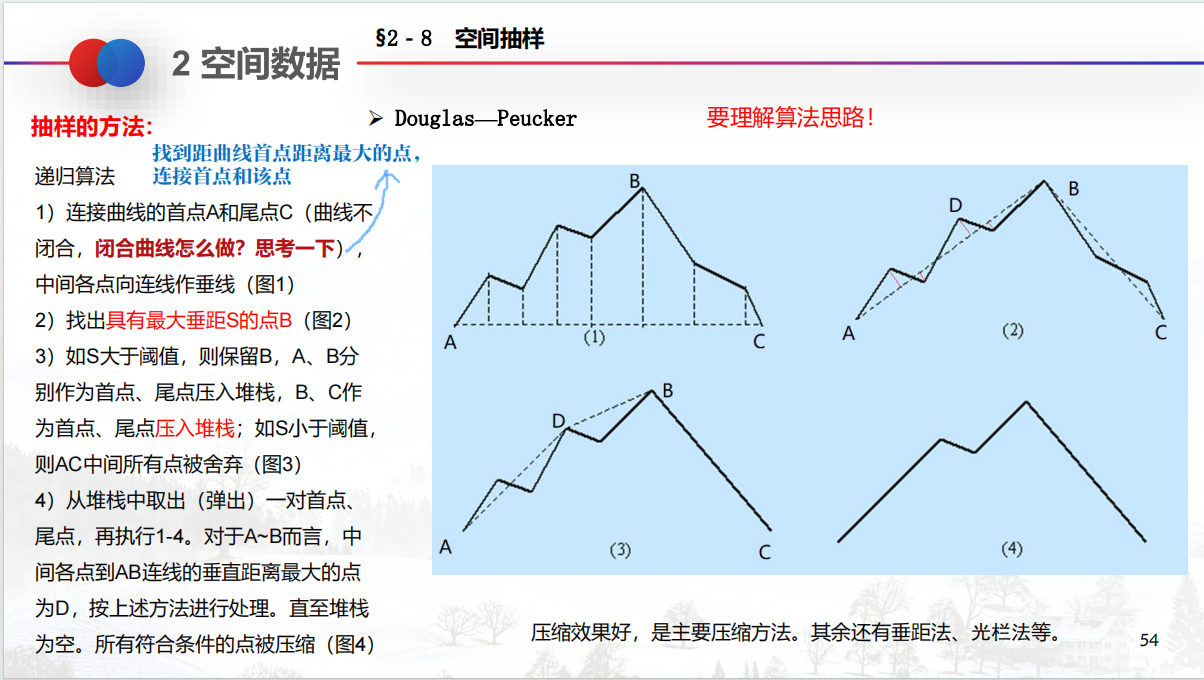 §2-8 空间抽样
2 空间数据
抽样的方法：
➢ Douglas—Peucker
要理解算法思路！
找到距曲线首点距离最大的点，
连接首点和该点
递归算法
1）连接曲线的首点A和尾点C（曲线不
闭合，闭合曲线怎么做？思考一下），
中间各点向连线作垂线（图1）
2）找出具有最大垂距S的点B（图2）
3）如S大于阈值，则保留B，A、B分
别作为首点、尾点压入堆栈，B、C作
为首点、尾点压入堆栈；如S小于阈值，
则AC中间所有点被舍弃（图3）
4）从堆栈中取出（弹出）一对首点、
尾点，再执行1-4。对于A~B而言，中
间各点到AB连线的垂直距离最大的点
为D，按上述方法进行处理。直至堆栈
为空。所有符合条件的点被压缩（图4）
B
A
C
(1)
D
B
A
C
(2)
B
D
A
C
(3)
(4)
压缩效果好，是主要压缩方法。其余还有垂距法、光栏法等。
54